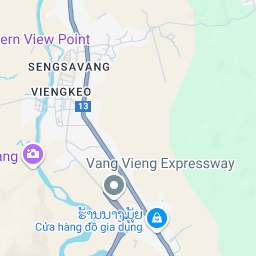 ern View Point
SENGSAVANG
VIENGKEO
13
ang
Vang Vieng Expressway
ຮ້ານນາງມຸ້ຍ
Cửa hàng đồ gia dụng